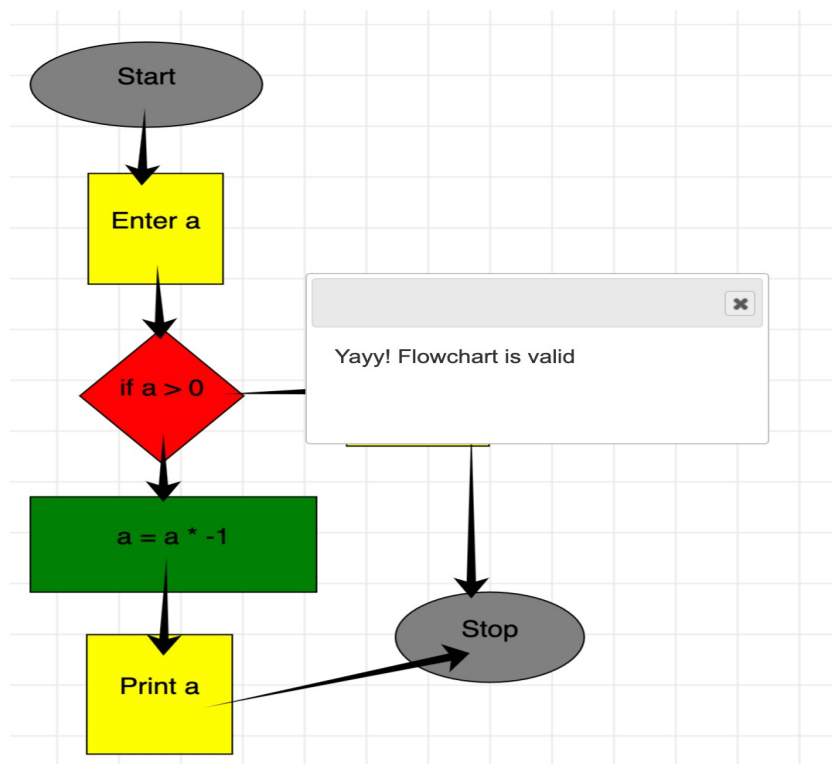 Start
Enter a
if a > 0
Yayy! Flowchart is valid
a = a * -1
Print a
Stop